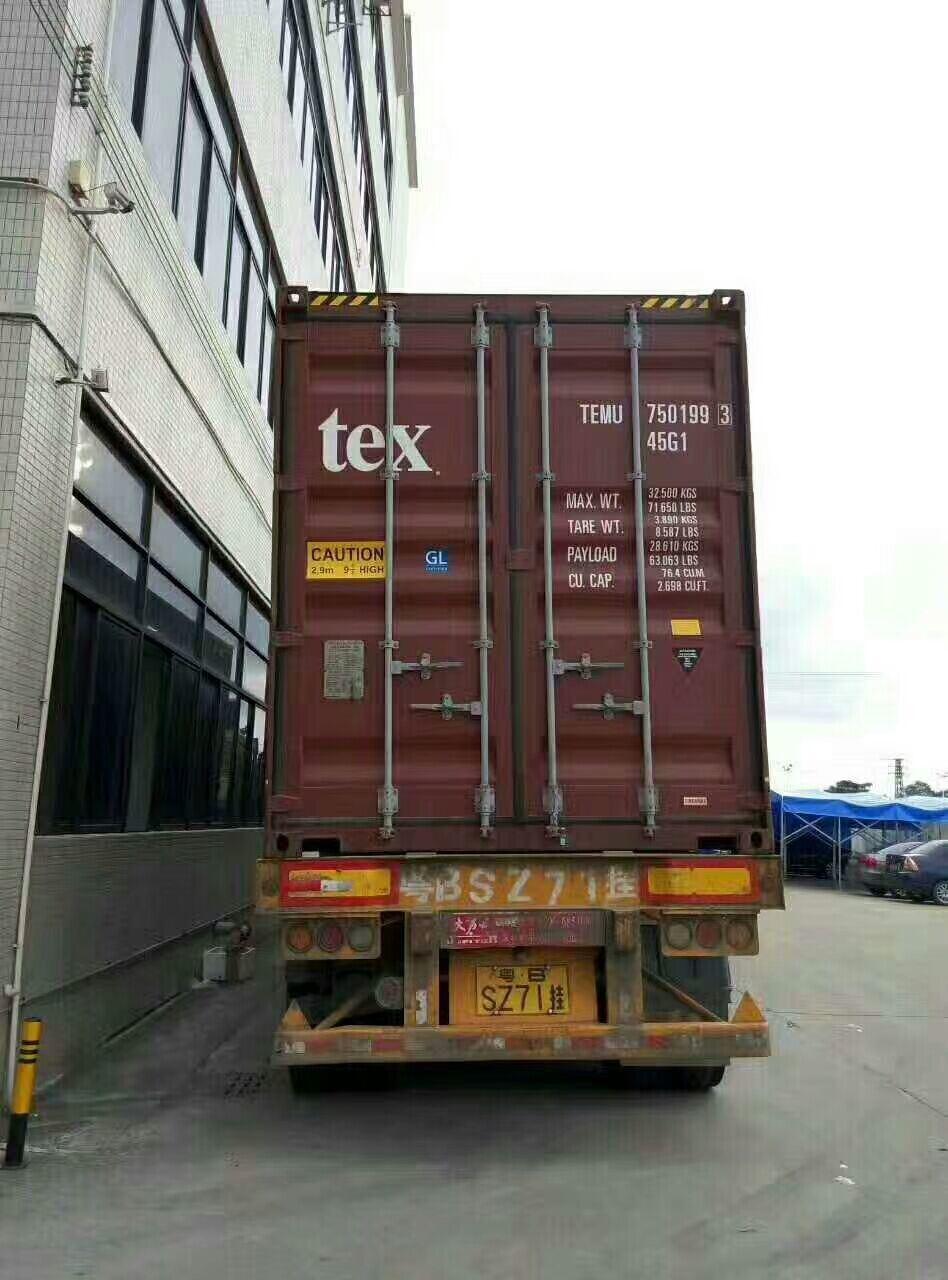 tex
TEMU 750199 3
45G1
MAX. WT. 32.500 KGS
71.650 LBS
TARE WT. 3.890 KGS
8.587 LBS
PAYLOAD 28.610 KGS
63.063 LBS
CU. CAP. 76.4 CU.M
2.698 CU.FT.
CAUTION
2.9m 9½ HIGH
GL
粤BSZ71挂
粤·B
SZ71挂